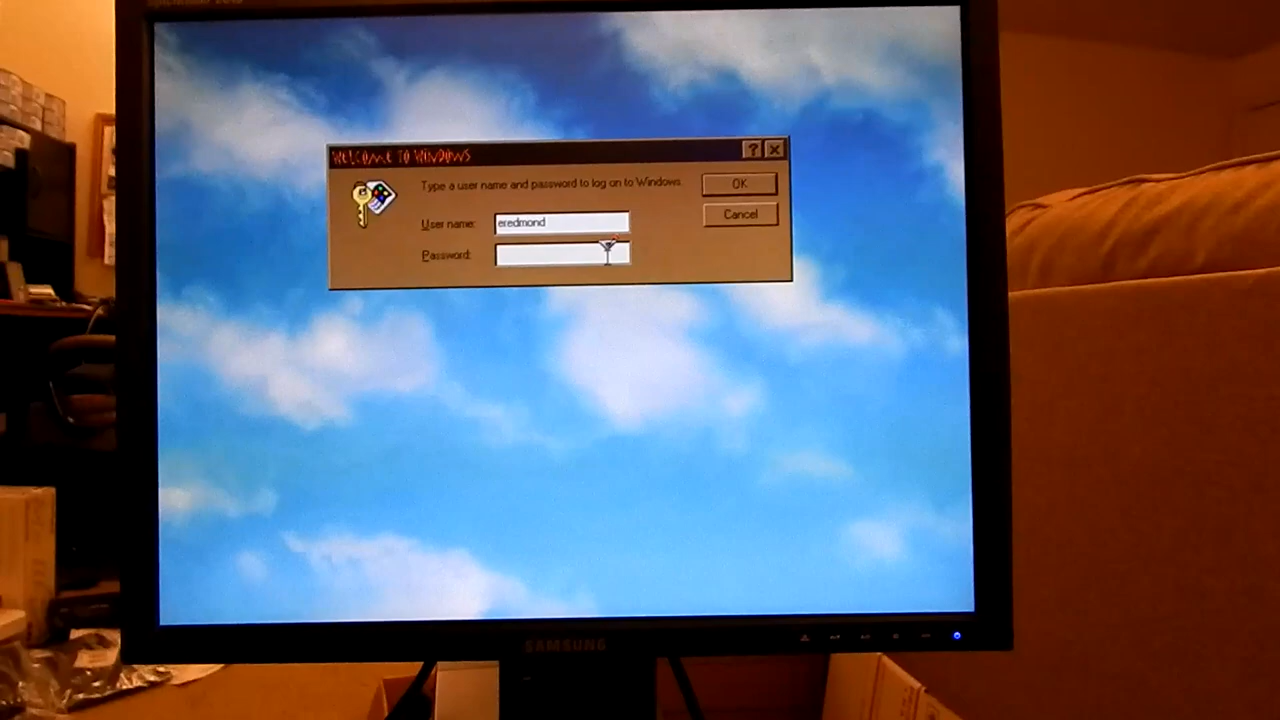 WELCOME TO WINDOWS
Type a user name and password to log on to Windows.
OK
User name:
eredmond
Cancel
Password:
SAMSUNG